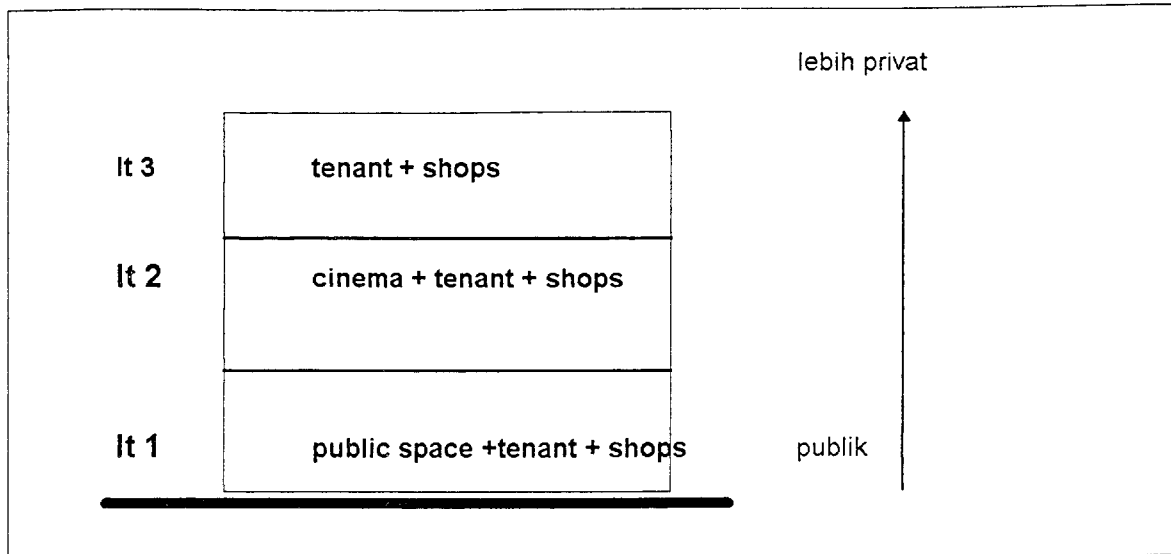 lebih privat
lt 3 tenant + shops
lt 2 cinema + tenant + shops
lt 1 public space +tenant + shops publik